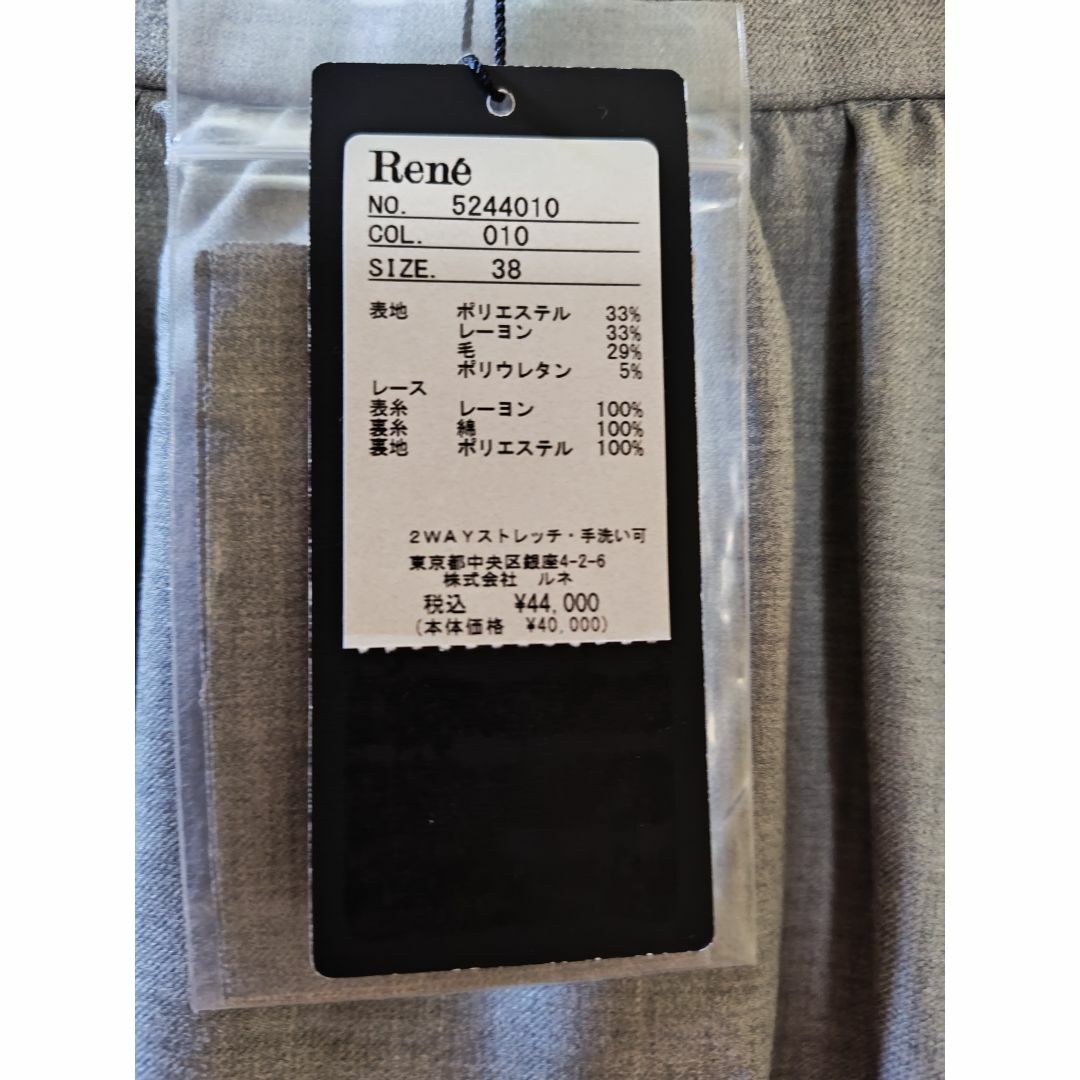 René
NO. 5244010
COL. 010
SIZE. 38
表地 ポリエステル 33%
レーヨン 33%
毛 29%
ポリウレタン 5%
レース
表糸 レーヨン 100%
裏糸 綿 100%
裏地 ポリエステル 100%
2WAYストレッチ・手洗い可
東京都中央区銀座4-2-6
株式会社 ルネ
税込 ¥44,000
(本体価格 ¥40,000)